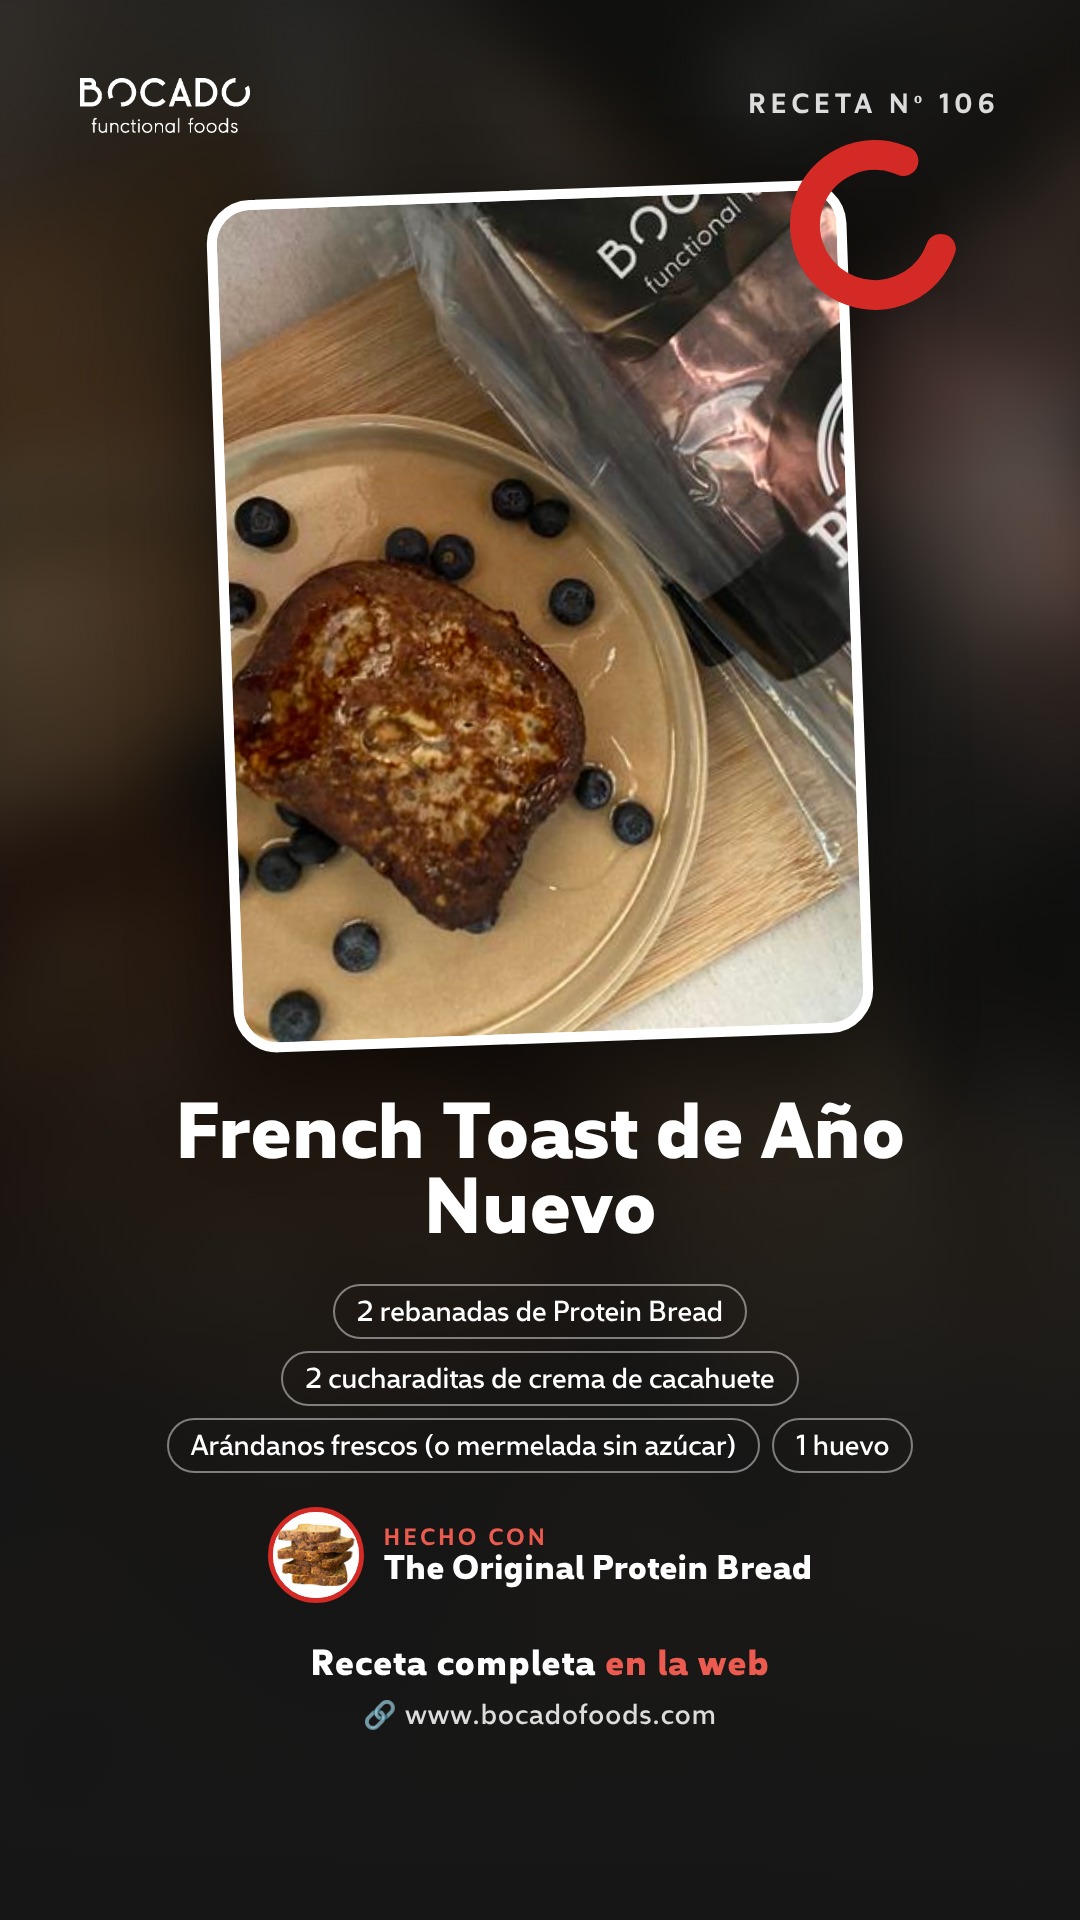 BOCADO
functional foods
RECETA Nº 106
BOC
functional
French Toast de Año
Nuevo
2 rebanadas de Protein Bread
2 cucharaditas de crema de cacahuete
Arándanos frescos (o mermelada sin azúcar)
1 huevo
HECHO CON
The Original Protein Bread
Receta completa en la web
www.bocadofoods.com